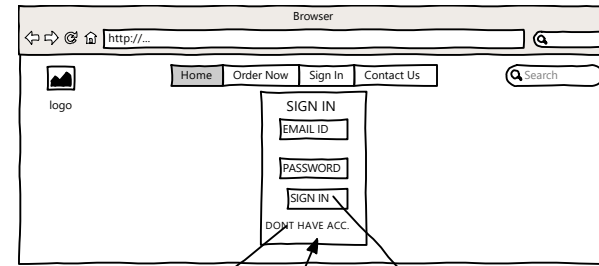 Browser
http://...
Home Order Now Sign In Contact Us Search
logo
SIGN IN
EMAIL ID
PASSWORD
SIGN IN
DONT HAVE ACC.